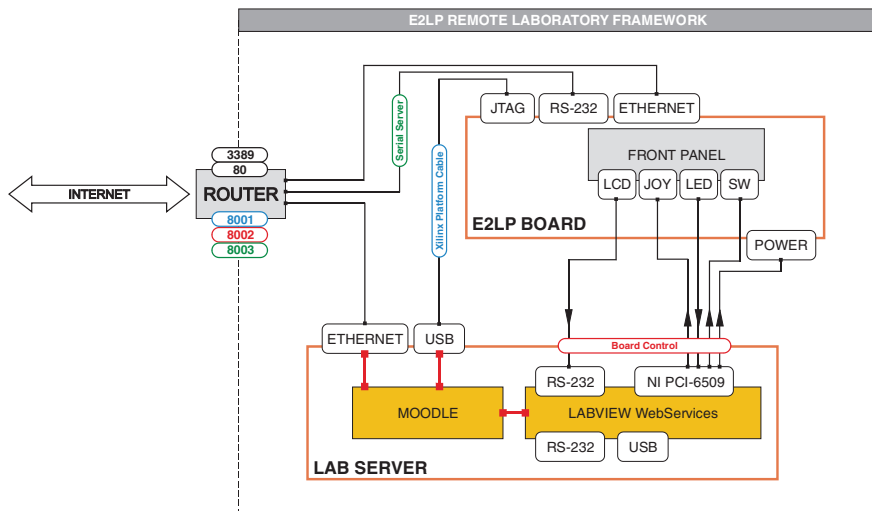 E2LP REMOTE LABORATORY FRAMEWORK
JTAG
RS-232
ETHERNET
Serial Server
Xilinx Platform Cable
FRONT PANEL
LCD
JOY
LED
SW
E2LP BOARD
POWER
3389
80
ROUTER
INTERNET
8001
8002
8003
ETHERNET
USB
Board Control
RS-232
NI PCI-6509
MOODLE
LABVIEW WebServices
RS-232
USB
LAB SERVER